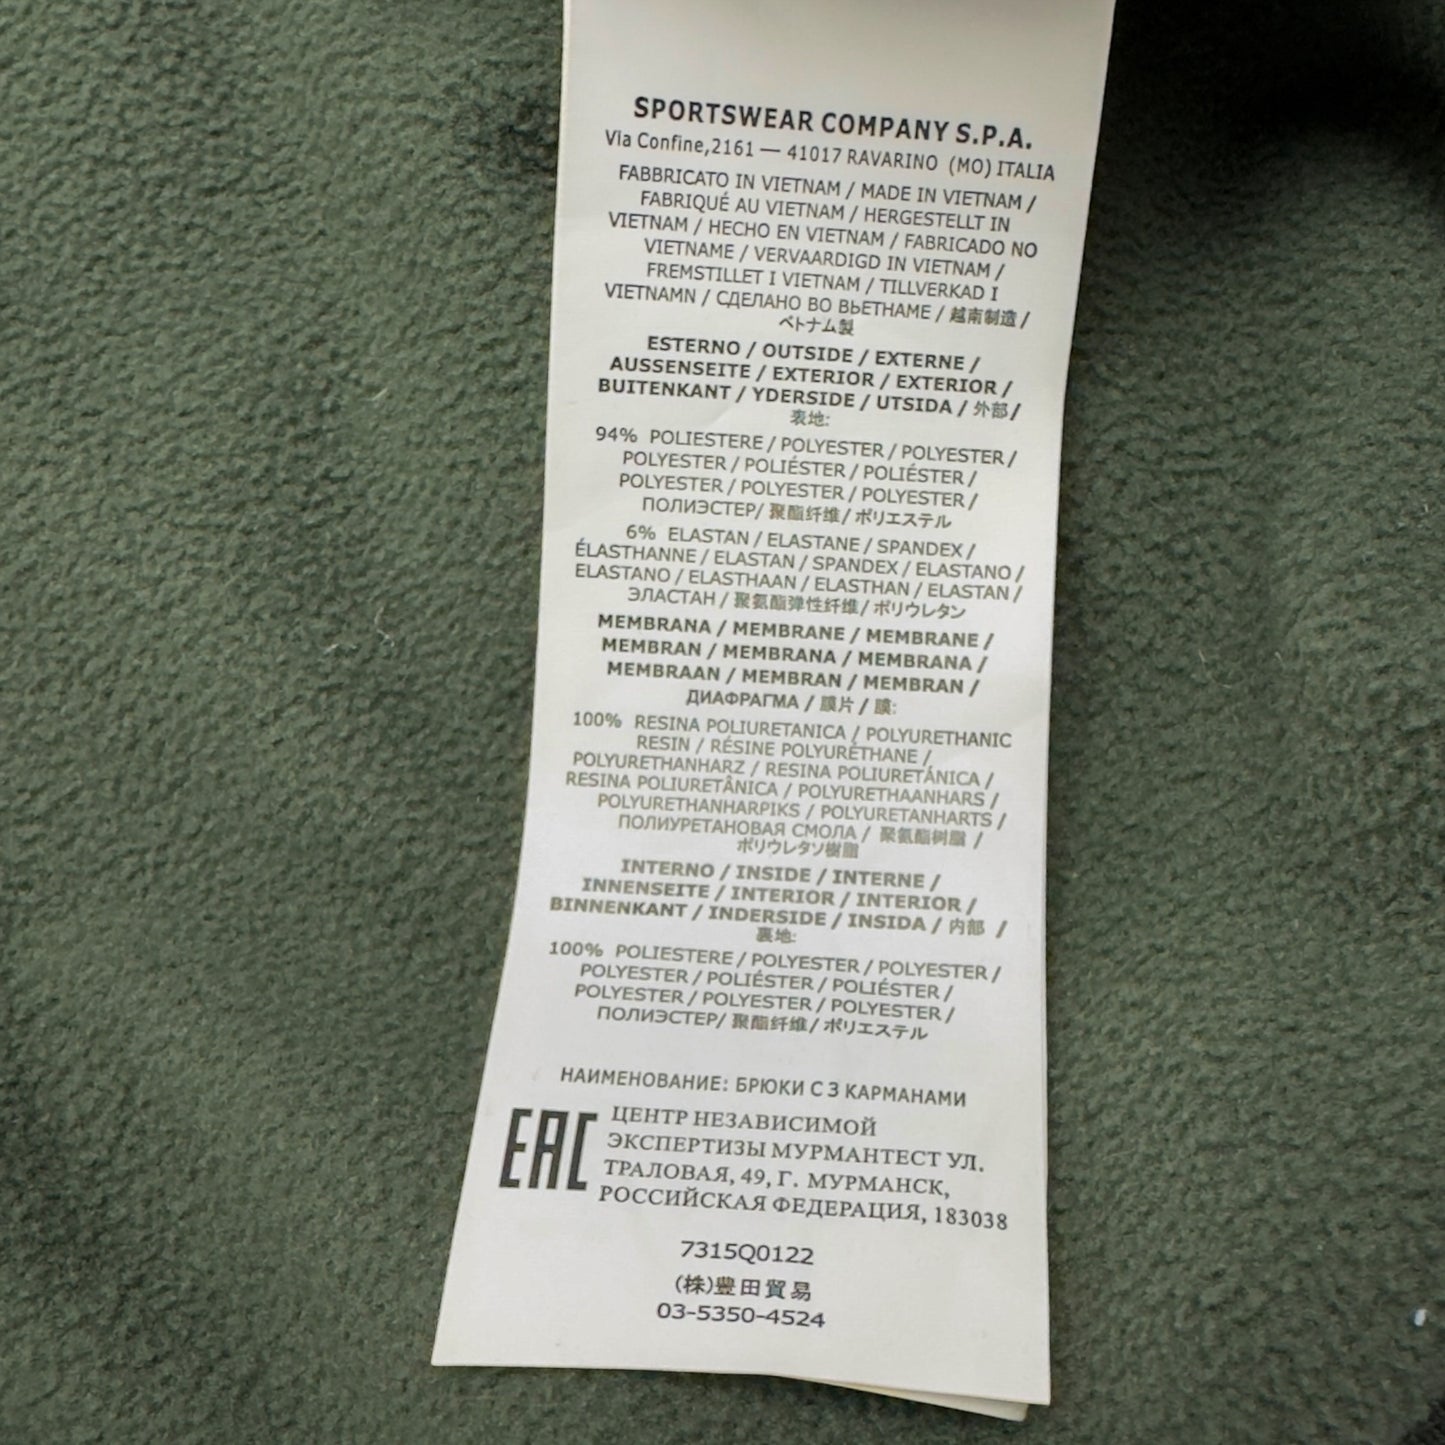 SPORTSWEAR COMPANY S.P.A.
Via Confine,2161 — 41017 RAVARINO (MO) ITALIA
FABBRICATO IN VIETNAM / MADE IN VIETNAM /
FABRIQUÉ AU VIETNAM / HERGESTELLT IN
VIETNAM / HECHO EN VIETNAM / FABRICADO NO
VIETNAME / VERVAARDIGD IN VIETNAM /
FREMSTILLET I VIETNAM / TILLVERKAD I
VIETNAMN / СДЕЛАНО ВО ВЬЕТНАМЕ / 越南制造 /
ベトナム製
ESTERNO / OUTSIDE / EXTERNE /
AUSSENSEITE / EXTERIOR / EXTERIOR /
BUITENKANT / YDERSIDE / UTSIDA / 外部 /
表地:
94% POLIESTERE / POLYESTER / POLYESTER /
POLYESTER / POLIÉSTER / POLIÉSTER /
POLYESTER / POLYESTER / POLYESTER /
ПОЛИЭСТЕР/ 聚酯纤维/ ポリエステル
6% ELASTAN / ELASTANE / SPANDEX /
ÉLASTHANNE / ELASTAN / SPANDEX / ELASTANO /
ELASTANO / ELASTHAAN / ELASTHAN / ELASTAN /
ЭЛАСТАН / 聚氨酯弹性纤维/ ポリウレタン
MEMBRANA / MEMBRANE / MEMBRANE /
MEMBRAN / MEMBRANA / MEMBRANA /
MEMBRAAN / MEMBRAN / MEMBRAN /
ДИАФРАГМА / 膜片 / 膜:
100% RESINA POLIURETANICA / POLYURETHANIC
RESIN / RÉSINE POLYURÉTHANE /
POLYURETHANHARZ / RESINA POLIURETÁNICA /
RESINA POLIURETÂNICA / POLYURETHAANHARS /
POLYURETHANHARPIKS / POLYURETANHARTS /
ПОЛИУРЕТАНОВАЯ СМОЛА / 聚氨酯树脂 /
ポリウレタソ樹脂
INTERNO / INSIDE / INTERNE /
INNENSEITE / INTERIOR / INTERIOR /
BINNENKANT / INDERSIDE / INSIDA / 内部 /
裏地:
100% POLIESTERE / POLYESTER / POLYESTER /
POLYESTER / POLIÉSTER / POLIÉSTER /
POLYESTER / POLYESTER / POLYESTER /
ПОЛИЭСТЕР/ 聚酯纤维/ ポリエステル
НАИМЕНОВАНИЕ: БРЮКИ С 3 КАРМАНАМИ
EAC
ЦЕНТР НЕЗАВИСИМОЙ
ЭКСПЕРТИЗЫ МУРМАНТЕСТ УЛ.
ТРАЛОВАЯ, 49, Г. МУРМАНСК,
РОССИЙСКАЯ ФЕДЕРАЦИЯ, 183038
7315Q0122
(株)豊田貿易
03-5350-4524